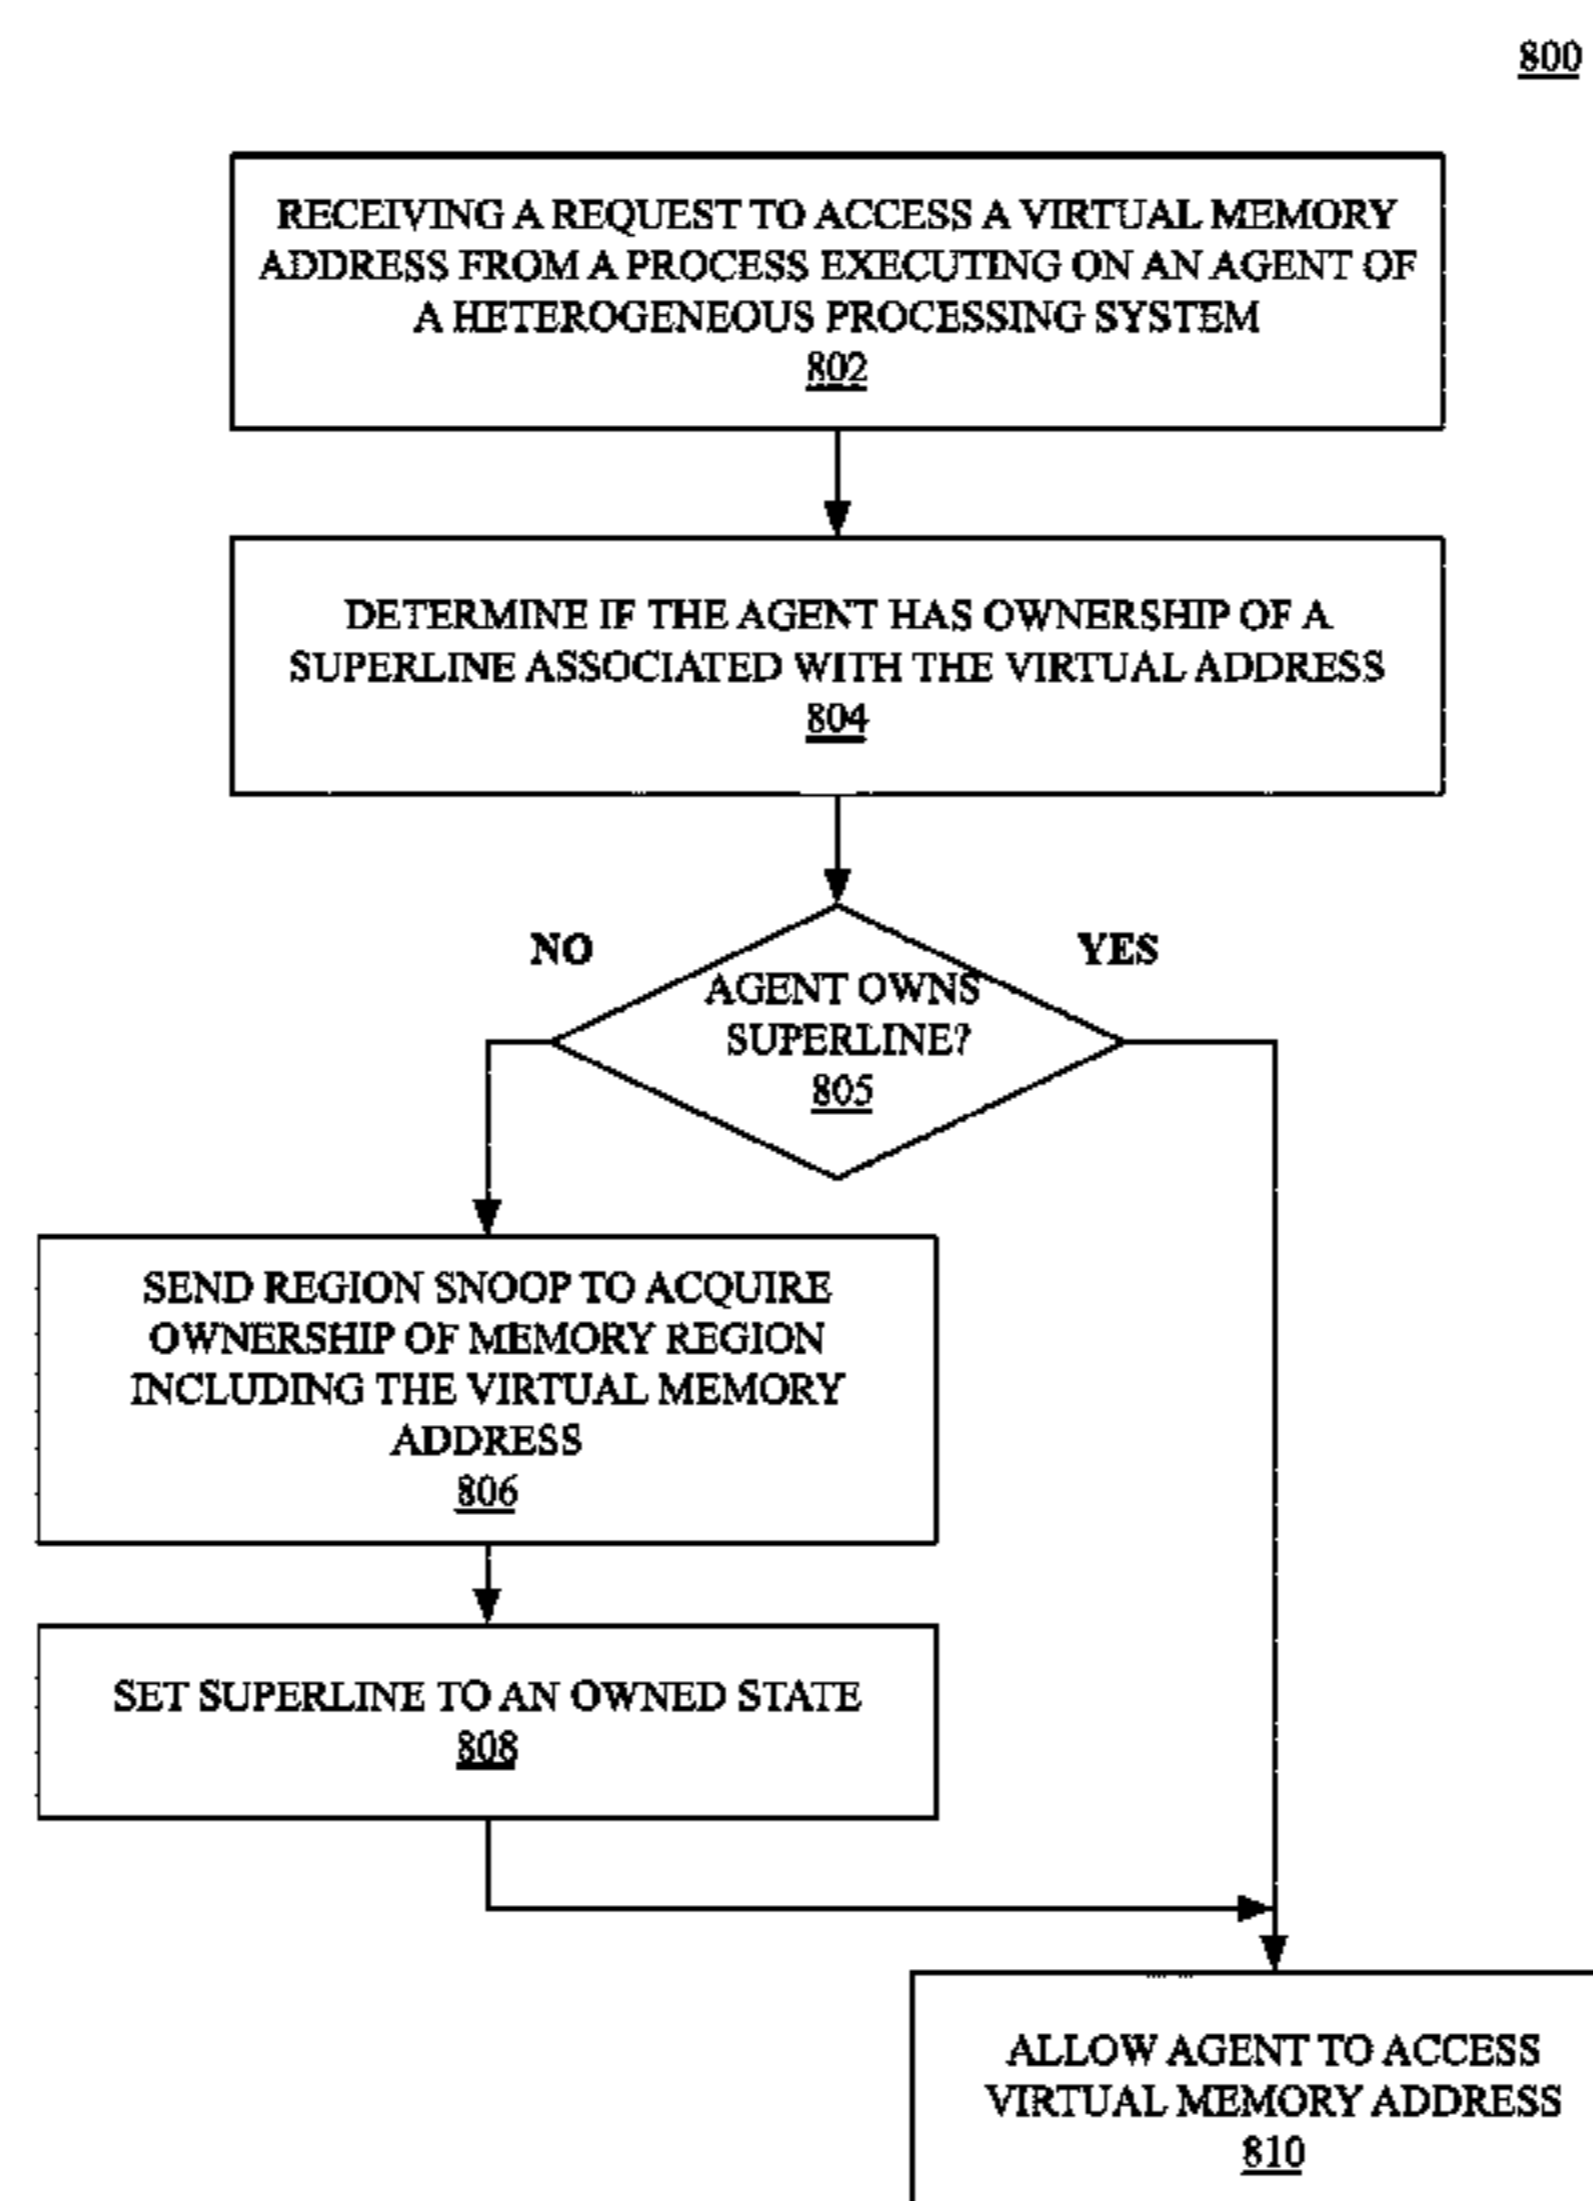 800
RECEIVING A REQUEST TO ACCESS A VIRTUAL MEMORY
ADDRESS FROM A PROCESS EXECUTING ON AN AGENT OF
A HETEROGENEOUS PROCESSING SYSTEM
802
DETERMINE IF THE AGENT HAS OWNERSHIP OF A
SUPERLINE ASSOCIATED WITH THE VIRTUAL ADDRESS
804
NO
YES
AGENT OWNS
SUPERLINE?
805
SEND REGION SNOOP TO ACQUIRE
OWNERSHIP OF MEMORY REGION
INCLUDING THE VIRTUAL MEMORY
ADDRESS
806
SET SUPERLINE TO AN OWNED STATE
808
ALLOW AGENT TO ACCESS
VIRTUAL MEMORY ADDRESS
810